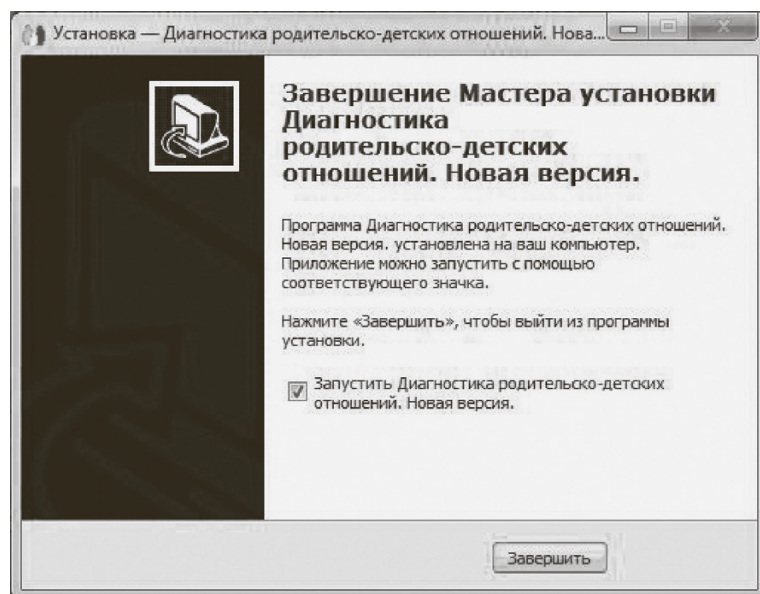 Установка — Диагностика родительско-детских отношений. Нова...
Завершение Мастера установки
Диагностика
родительско-детских
отношений. Новая версия.
Программа Диагностика родительско-детских отношений.
Новая версия. установлена на ваш компьютер.
Приложение можно запустить с помощью
соответствующего значка.
Нажмите «Завершить», чтобы выйти из программы
установки.
Запустить Диагностика родительско-детских
отношений. Новая версия.
Завершить